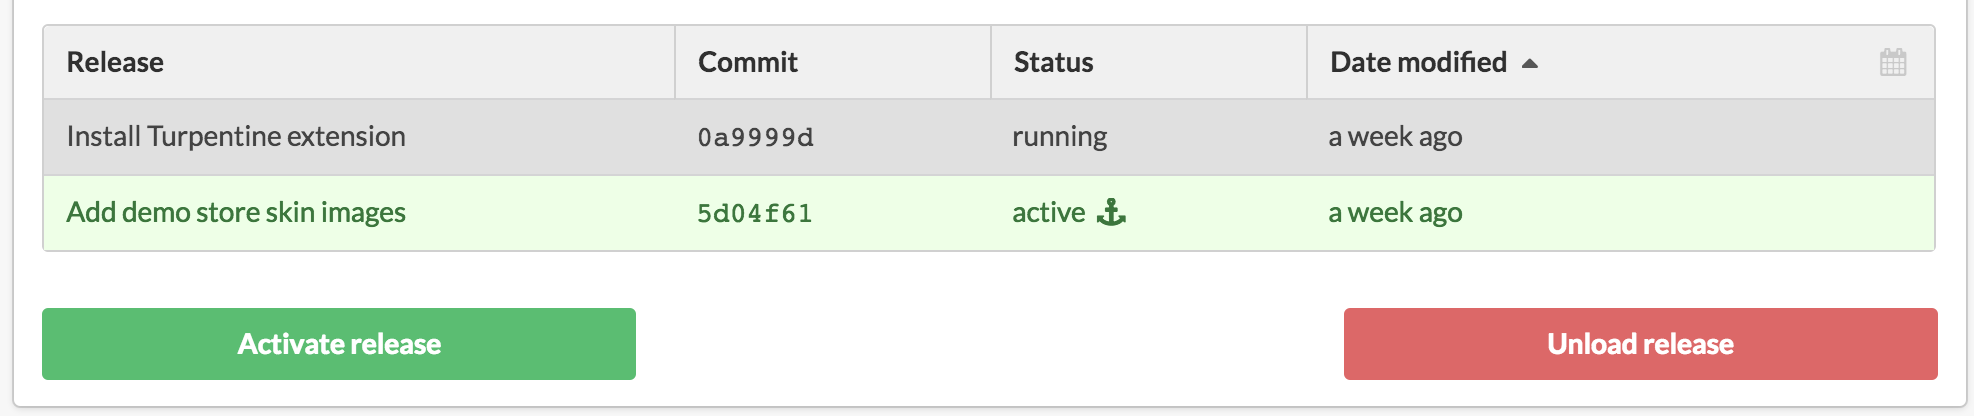 Release Commit Status Date modified
Install Turpentine extension 0a9999d running a week ago
Add demo store skin images 5d04f61 active a week ago
Activate release Unload release